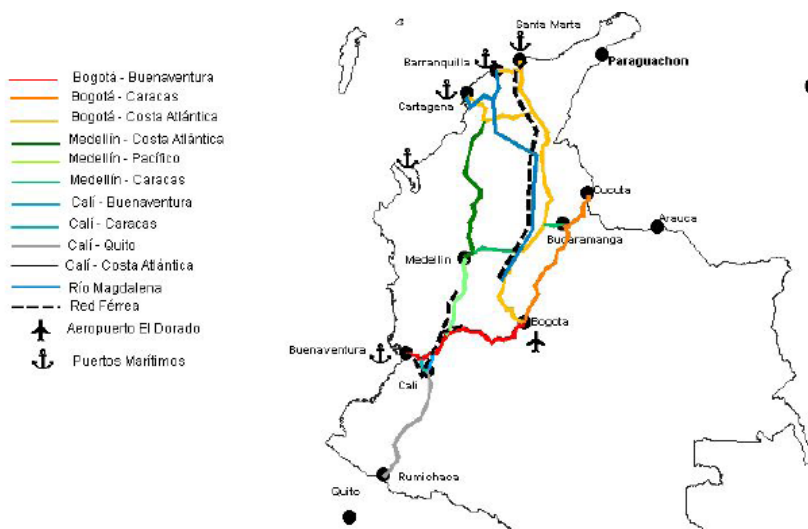 Bogotá - Buenaventura
Bogotá - Caracas
Bogotá - Costa Atlántica
Medellín - Costa Atlántica
Medellín - Pacífico
Medellín - Caracas
Calí - Buenaventura
Calí - Caracas
Calí - Quito
Calí - Costa Atlántica
Río Magdalena
Red Férrea
Aeropuerto El Dorado
Puertos Marítimos
Santa Marta
Barranquilla
Paraguachon
Cartagena
Cucuta
Arauca
Bucaramanga
Medellín
Bogota
Buenaventura
Calí
Rumichaca
Quito